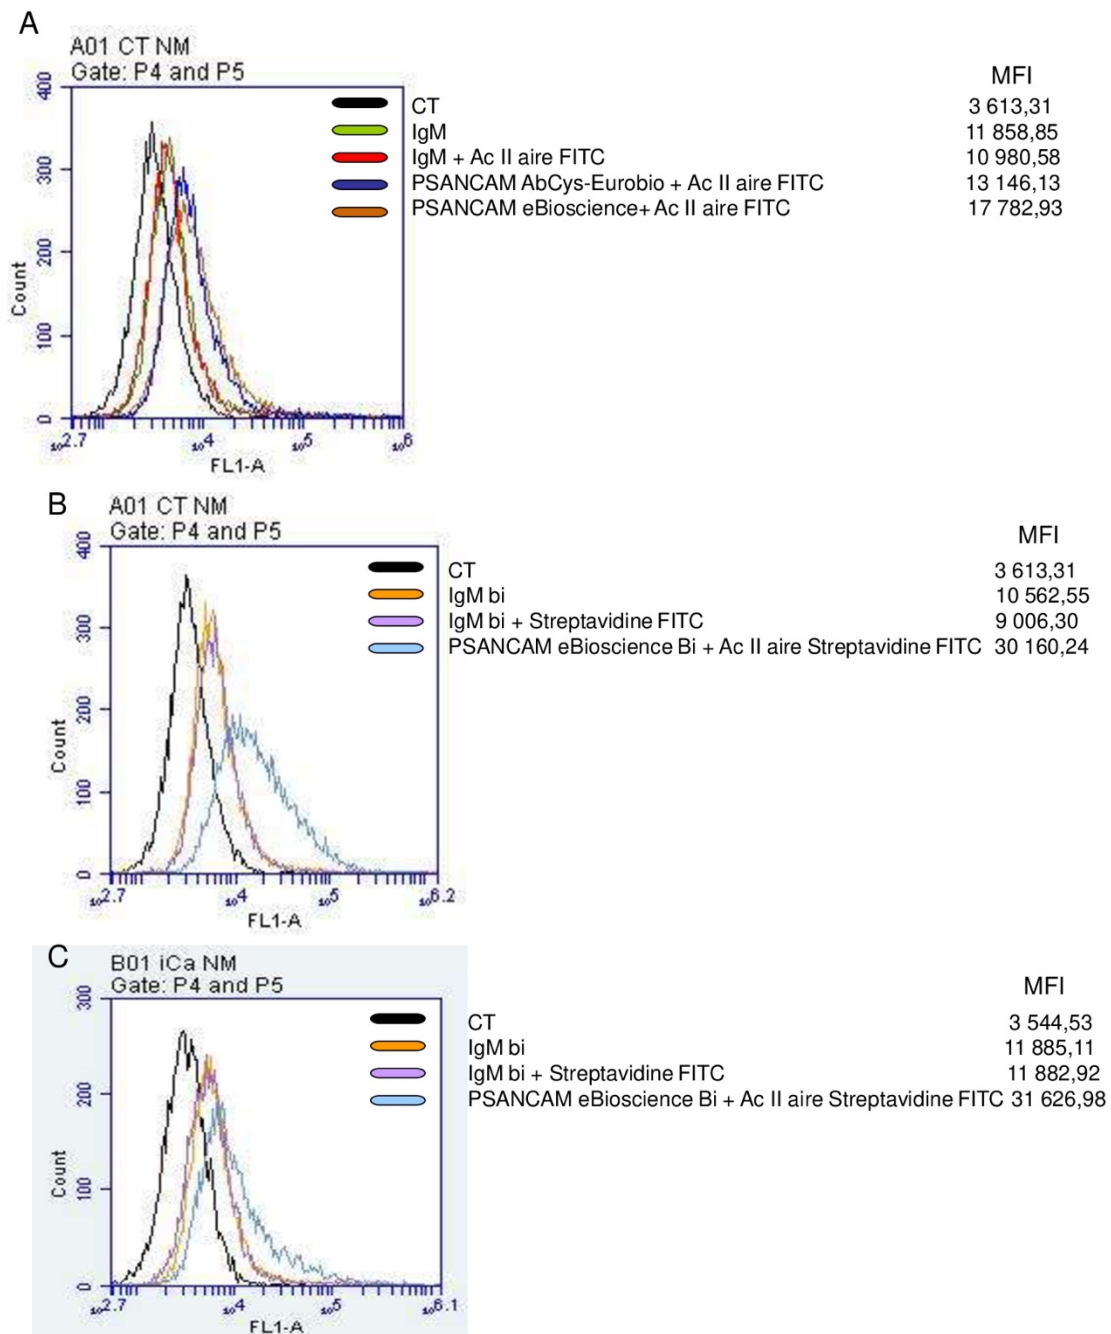 A
A01 CT NM
Gate: P4 and P5
MFI
CT 3 613,31
IgM 11 858,85
IgM + Ac II aire FITC 10 980,58
PSANCAM AbCys-Eurobio + Ac II aire FITC 13 146,13
PSANCAM eBioscience+ Ac II aire FITC 17 782,93
400
300
200
100
0
Count
10 2.7 10 4 10 5 10 6
FL1-A
B
A01 CT NM
Gate: P4 and P5
MFI
CT 3 613,31
IgM bi 10 562,55
IgM bi + Streptavidine FITC 9 006,30
PSANCAM eBioscience Bi + Ac II aire Streptavidine FITC 30 160,24
400
300
200
100
0
Count
10 2.7 10 4 10 5 10 6.2
FL1-A
C
B01 iCa NM
Gate: P4 and P5
MFI
CT 3 544,53
IgM bi 11 885,11
IgM bi + Streptavidine FITC 11 882,92
PSANCAM eBioscience Bi + Ac II aire Streptavidine FITC 31 626,98
300
200
100
0
Count
10 2.7 10 4 10 5 10 6.1
FL1-A